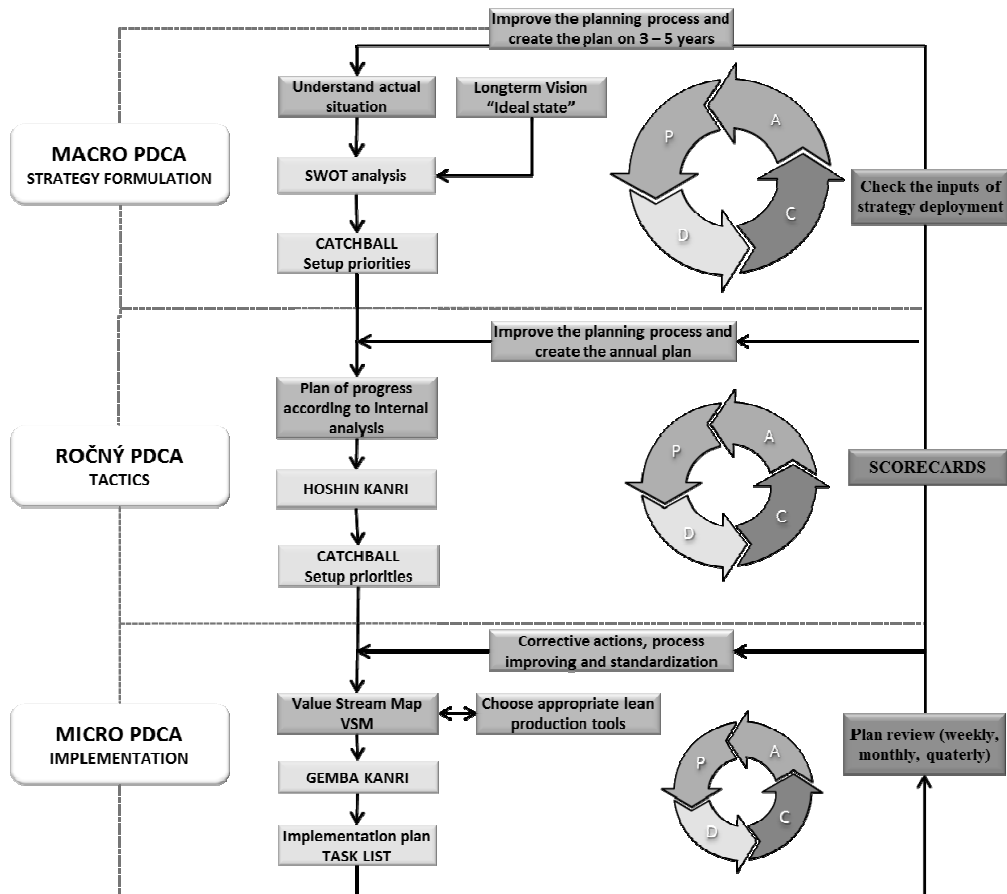 Improve the planning process and
create the plan on 3 – 5 years
Understand actual
situation
Longterm Vision
"Ideal state"
P
A
D
C
MACRO PDCA
STRATEGY FORMULATION
SWOT analysis
Check the inputs of
strategy deployment
CATCHBALL
Setup priorities
Improve the planning process and
create the annual plan
Plan of progress
according to internal
analysis
P
A
D
C
ROČNÝ PDCA
TACTICS
HOSHIN KANRI
SCORECARDS
CATCHBALL
Setup priorities
Corrective actions, process
improving and standardization
Value Stream Map
VSM
Choose appropriate lean
production tools
MICRO PDCA
IMPLEMENTATION
P
A
D
C
Plan review (weekly,
monthly, quaterly)
GEMBA KANRI
Implementation plan
TASK LIST